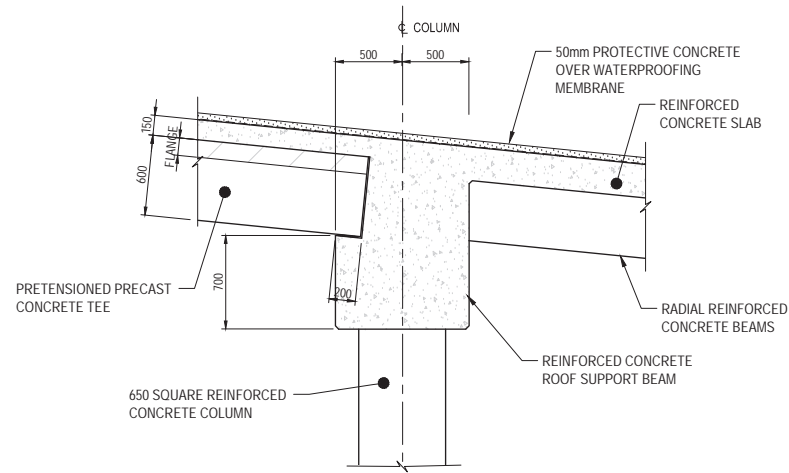 ℄ COLUMN
500
500
50mm PROTECTIVE CONCRETE
OVER WATERPROOFING
MEMBRANE
REINFORCED
CONCRETE SLAB
150
FLANGE
600
700
200
PRETENSIONED PRECAST
CONCRETE TEE
RADIAL REINFORCED
CONCRETE BEAMS
REINFORCED CONCRETE
ROOF SUPPORT BEAM
650 SQUARE REINFORCED
CONCRETE COLUMN